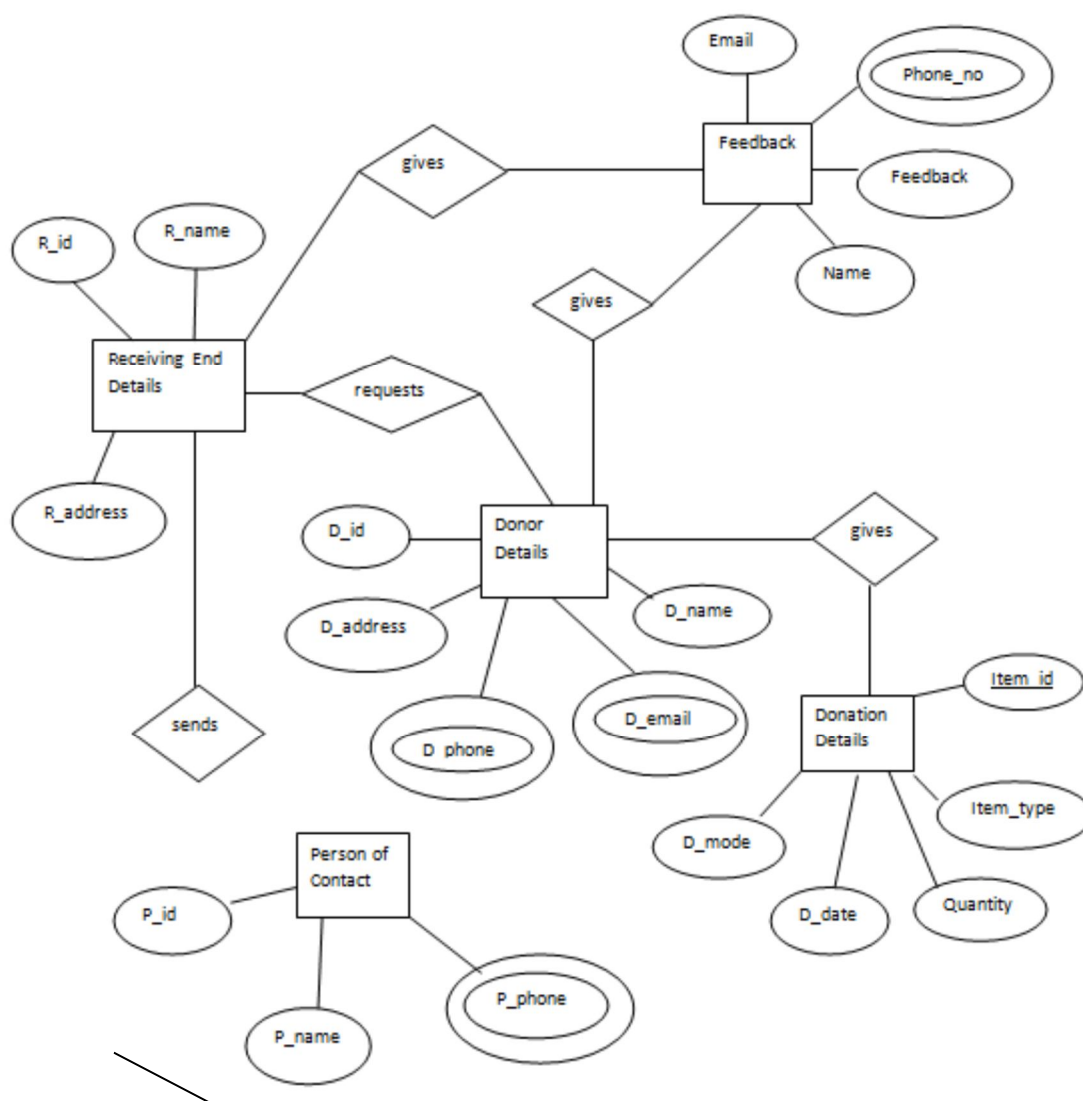 Email
Phone_no
Feedback
gives
Feedback
R_name
R_id
Name
gives
Receiving End
Details
requests
R_address
D_id
Donor
Details
gives
D_name
D_address
Item_id
D_email
sends
D_phone
Donation
Details
Item_type
D_mode
Person of
Contact
Quantity
P_id
D_date
P_phone
P_name